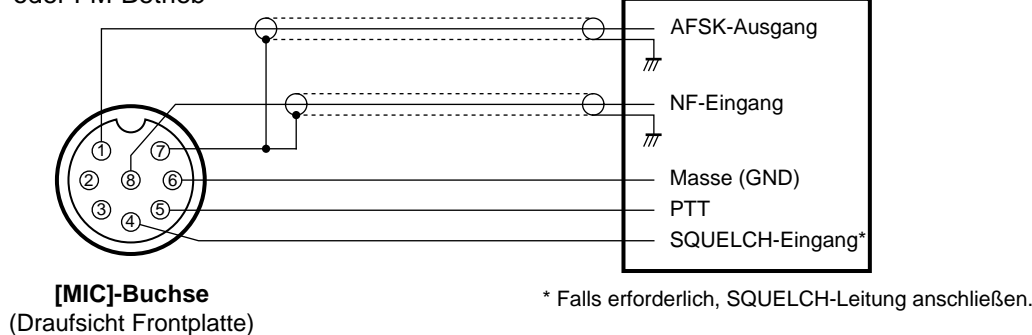 oder FM-Betrieb
AFSK-Ausgang
NF-Eingang
Masse (GND)
PTT
SQUELCH-Eingang*
1
7
2
8
6
3
5
4
[MIC]-Buchse
(Draufsicht Frontplatte)
* Falls erforderlich, SQUELCH-Leitung anschließen.